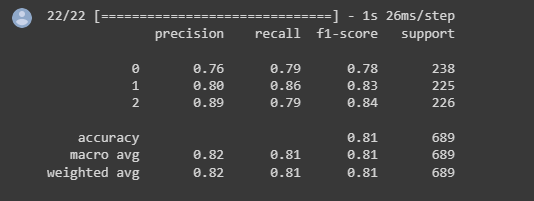 22/22 [==============================] - 1s 26ms/step
precision recall f1-score support
0 0.76 0.79 0.78 238
1 0.80 0.86 0.83 225
2 0.89 0.79 0.84 226
accuracy 0.81 689
macro avg 0.82 0.81 0.81 689
weighted avg 0.82 0.81 0.81 689